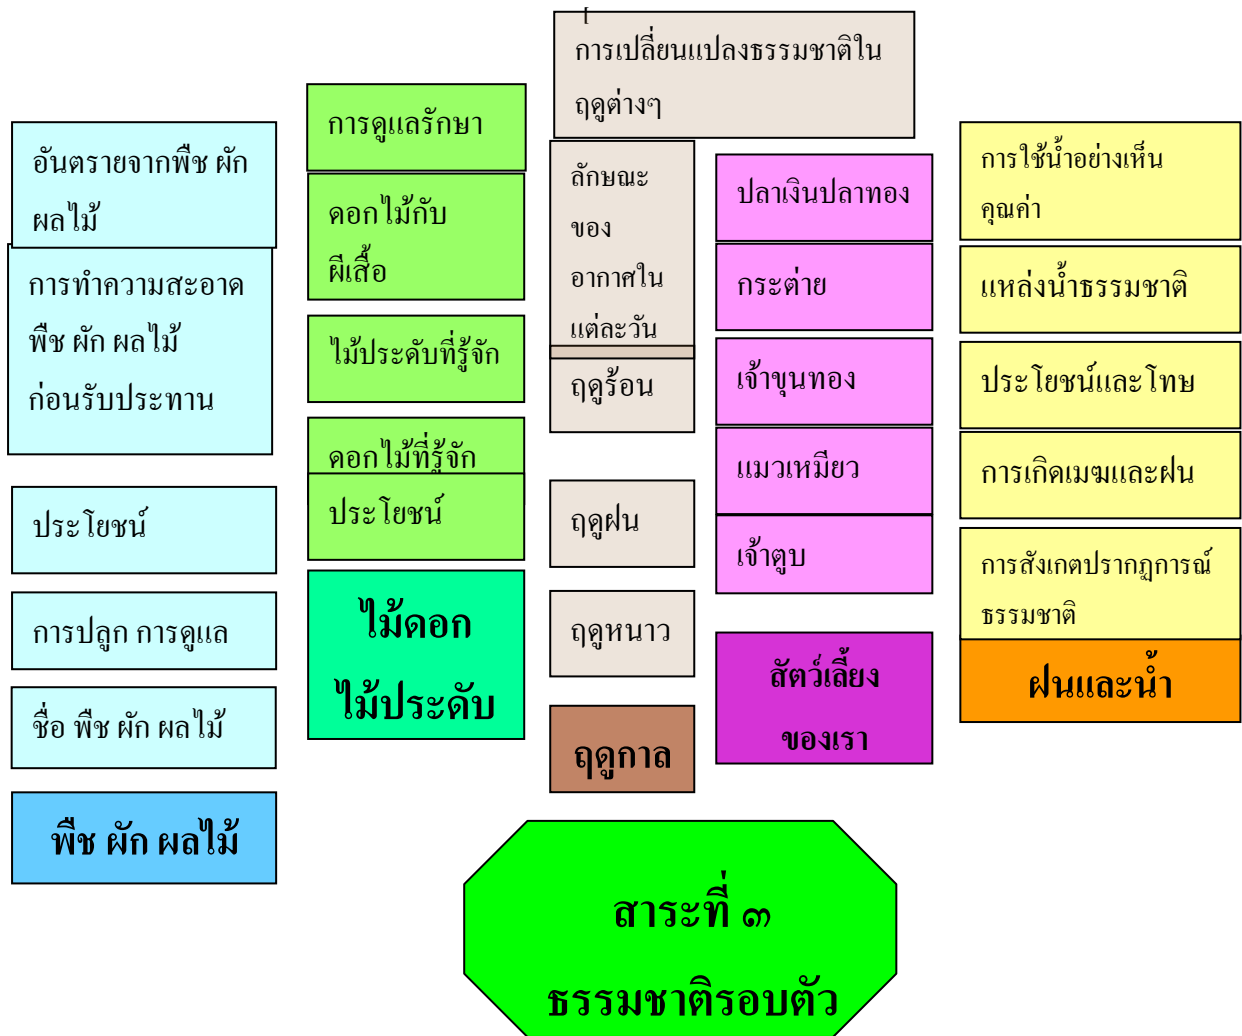 [
การเปลี่ยนแปลงธรรมชาติใน
ฤดูต่างๆ
อันตรายจากพืช ผัก
ผลไม้
การทำความสะอาด
พืช ผัก ผลไม้
ก่อนรับประทาน
ประโยชน์
การปลูก การดูแล
ชื่อ พืช ผัก ผลไม้
พืช ผัก ผลไม้
การดูแลรักษา
ดอกไม้กับ
ผีเสื้อ
ไม้ประดับที่รู้จัก
ดอกไม้ที่รู้จัก
ประโยชน์
ไม้ดอก
ไม้ประดับ
ลักษณะ
ของ
อากาศใน
แต่ละวัน
ฤดูร้อน
ฤดูฝน
ฤดูหนาว
ฤดูกาล
ปลาเงินปลาทอง
กระต่าย
เจ้าขุนทอง
แมวเหมียว
เจ้าตูบ
สัตว์เลี้ยง
ของเรา
การใช้น้ำอย่างเห็น
คุณค่า
แหล่งน้ำธรรมชาติ
ประโยชน์และโทษ
การเกิดเมฆและฝน
การสังเกตปรากฏการณ์
ธรรมชาติ
ฝนและน้ำ
สาระที่ ๓
ธรรมชาติรอบตัว